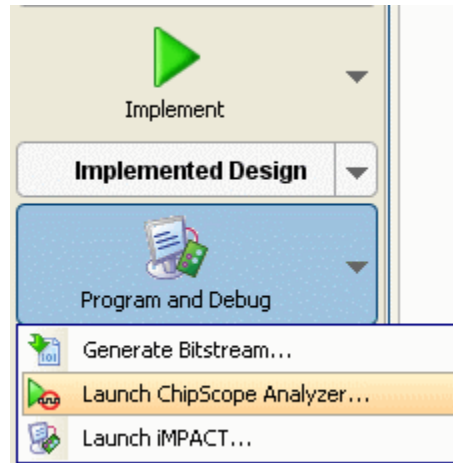 Implement
Implemented Design
Program and Debug
Generate Bitstream...
Launch ChipScope Analyzer...
Launch iMPACT...